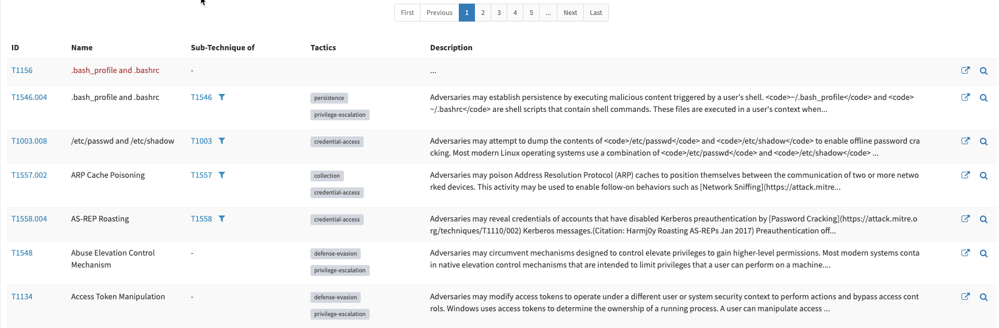 First Previous 1 2 3 4 5 ... Next Last
ID Name Sub-Technique of Tactics Description
T1156 .bash_profile and .bashrc - ...
T1546.004 .bash_profile and .bashrc T1546 persistence Adversaries may establish persistence by executing malicious content triggered by a user’s shell. <code>~/.bash_profile</code> and <code>
privilege-escalation ~/.bashrc</code> are shell scripts that contain shell commands. These files are executed in a user's context when...
T1003.008 /etc/passwd and /etc/shadow T1003 credential-access Adversaries may attempt to dump the contents of <code>/etc/passwd</code> and <code>/etc/shadow</code> to enable offline password cra
cking. Most modern Linux operating systems use a combination of <code>/etc/passwd</code> and <code>/etc/shadow</code> ...
T1557.002 ARP Cache Poisoning T1557 collection Adversaries may poison Address Resolution Protocol (ARP) caches to position themselves between the communication of two or more netwo
credential-access rked devices. This activity may be used to enable follow-on behaviors such as [Network Sniffing](https://attack.mitre...
T1558.004 AS-REP Roasting T1558 credential-access Adversaries may reveal credentials of accounts that have disabled Kerberos preauthentication by [Password Cracking](https://attack.mitre.o
rg/techniques/T1110/002) Kerberos messages.(Citation: Harmj0y Roasting AS-REPs Jan 2017) Preauthentication off...
T1548 Abuse Elevation Control - defense-evasion Adversaries may circumvent mechanisms designed to control elevate privileges to gain higher-level permissions. Most modern systems conta
Mechanism privilege-escalation in native elevation control mechanisms that are intended to limit privileges that a user can perform on a machine....
T1134 Access Token Manipulation - defense-evasion Adversaries may modify access tokens to operate under a different user or system security context to perform actions and bypass access cont
privilege-escalation rols. Windows uses access tokens to determine the ownership of a running process. A user can manipulate access ...